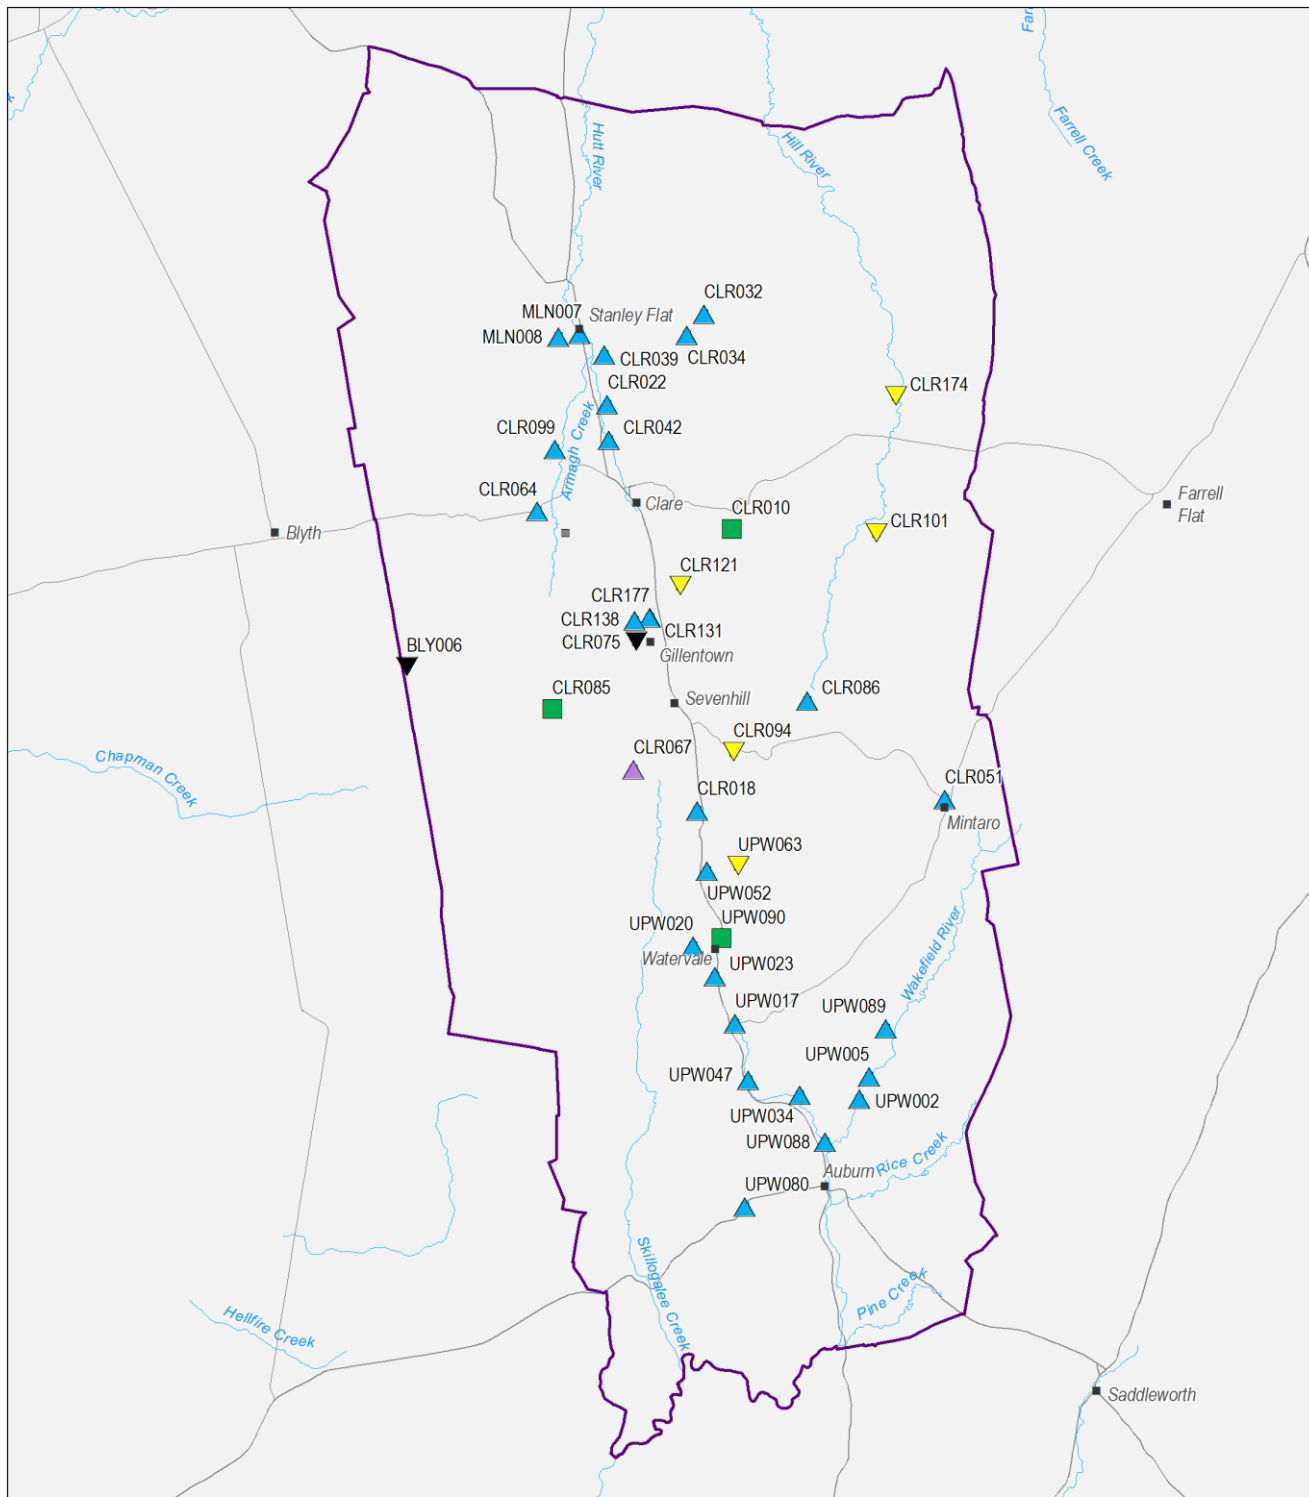 Far
Hutt River
Hill River
Farrell Creek
k
CLR032
MLN007
Stanley Flat
MLN008
CLR039
CLR034
CLR022
CLR174
Armagh Creek
CLR099
CLR042
CLR064
Clare
CLR010
Farrell
Flat
Blyth
CLR101
CLR121
CLR177
CLR138
CLR131
CLR075
Gillentown
BLY006
CLR085
Sevenhill
CLR086
CLR094
CLR067
Chapman Creek
CLR018
CLR051
Mintaro
UPW063
UPW052
UPW020
UPW090
Watervale
UPW023
Wakefield River
UPW017
UPW089
UPW005
UPW047
UPW002
UPW034
UPW088
Rice Creek
Auburn
UPW080
Skillogalee Creek
Pine Creek
Hellfire Creek
Saddleworth